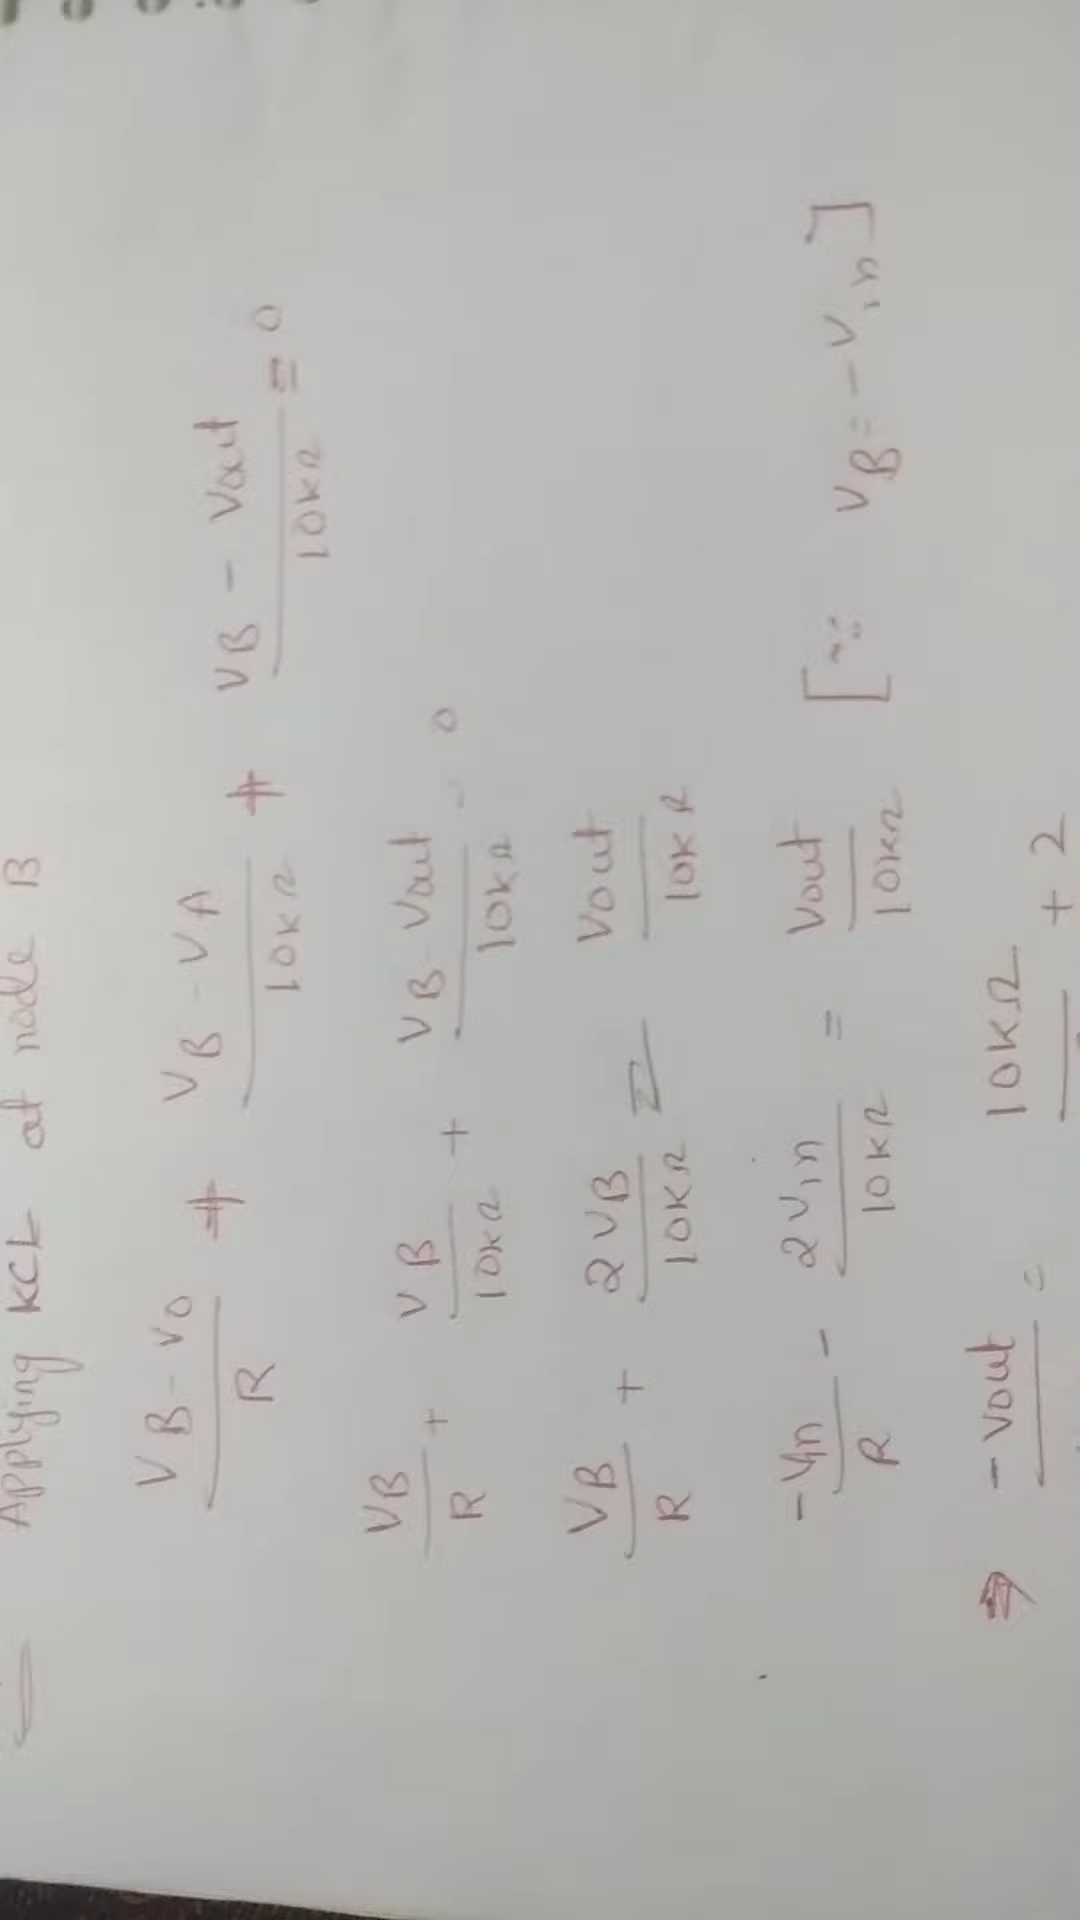 Applying KCL at node B
VB - V0 / R + VB - VA / 10KΩ + VB - Vout / 10KΩ = 0
VB / R + VB / 10KΩ + VB - Vout / 10KΩ = 0
VB / R + 2VB / 10KΩ = Vout / 10KΩ
-Vin / R - 2Vin / 10KΩ = Vout / 10KΩ [∵ VB = -Vin]
⇒ -Vout = 10KΩ + 2